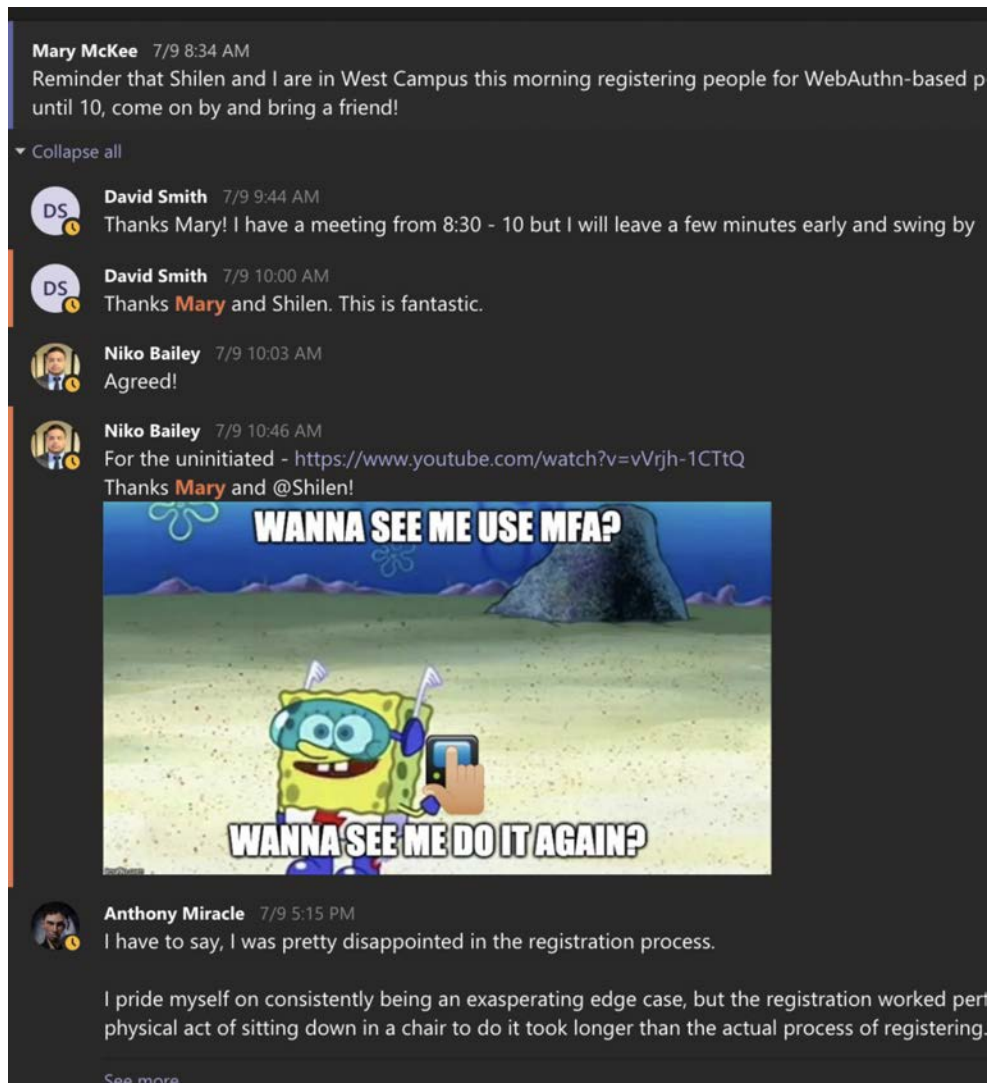 Mary McKee 7/9 8:34 AM
Reminder that Shilen and I are in West Campus this morning registering people for WebAuthn-based p
until 10, come on by and bring a friend!
Collapse all
DS
David Smith 7/9 9:44 AM
Thanks Mary! I have a meeting from 8:30 - 10 but I will leave a few minutes early and swing by
DS
David Smith 7/9 10:00 AM
Thanks Mary and Shilen. This is fantastic.
Niko Bailey 7/9 10:03 AM
Agreed!
Niko Bailey 7/9 10:46 AM
For the uninitiated - https://www.youtube.com/watch?v=vVrjh-1CTtQ
Thanks Mary and @Shilen!
WANNA SEE ME USE MFA?
WANNA SEE ME DO IT AGAIN?
Anthony Miracle 7/9 5:15 PM
I have to say, I was pretty disappointed in the registration process.
I pride myself on consistently being an exasperating edge case, but the registration worked perf
physical act of sitting down in a chair to do it took longer than the actual process of registering.
See more